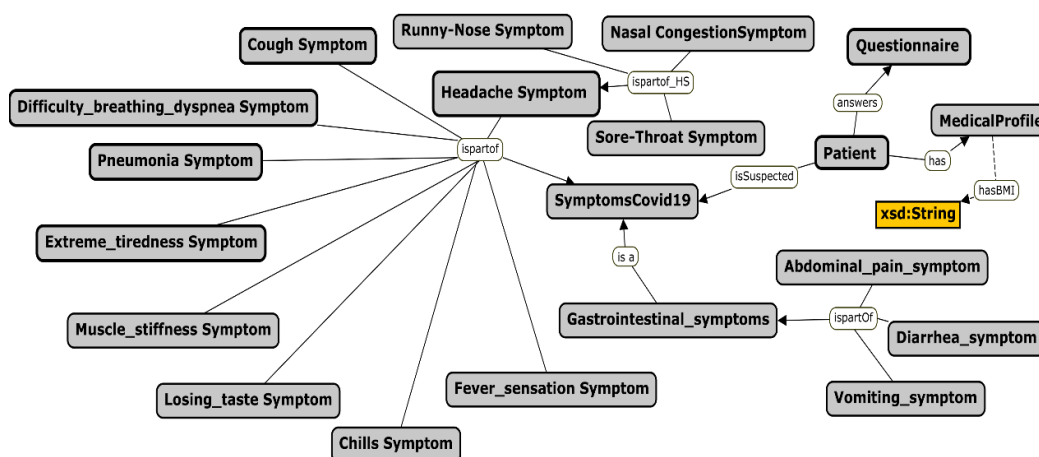 Runny-Nose Symptom
Nasal CongestionSymptom
Cough Symptom
Questionnaire
ispartof_HS
Headache Symptom
Difficulty_breathing_dyspnea Symptom
answers
MedicalProfile
Sore-Throat Symptom
ispartof
Patient
has
Pneumonia Symptom
isSuspected
hasBMI
SymptomsCovid19
xsd:String
Extreme_tiredness Symptom
is a
Abdominal_pain_symptom
Gastrointestinal_symptoms
ispartOf
Muscle_stiffness Symptom
Diarrhea_symptom
Fever_sensation Symptom
Losing_taste Symptom
Vomiting_symptom
Chills Symptom